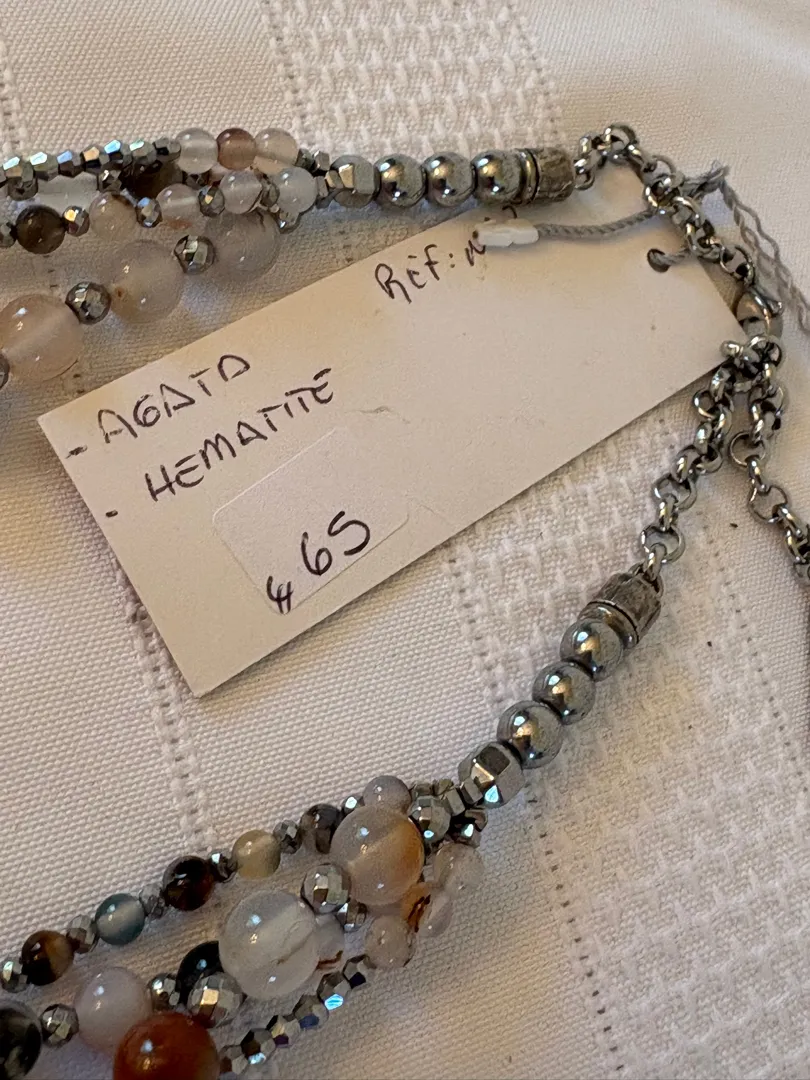 Réf:
- AGATA
- HEMATITE
65